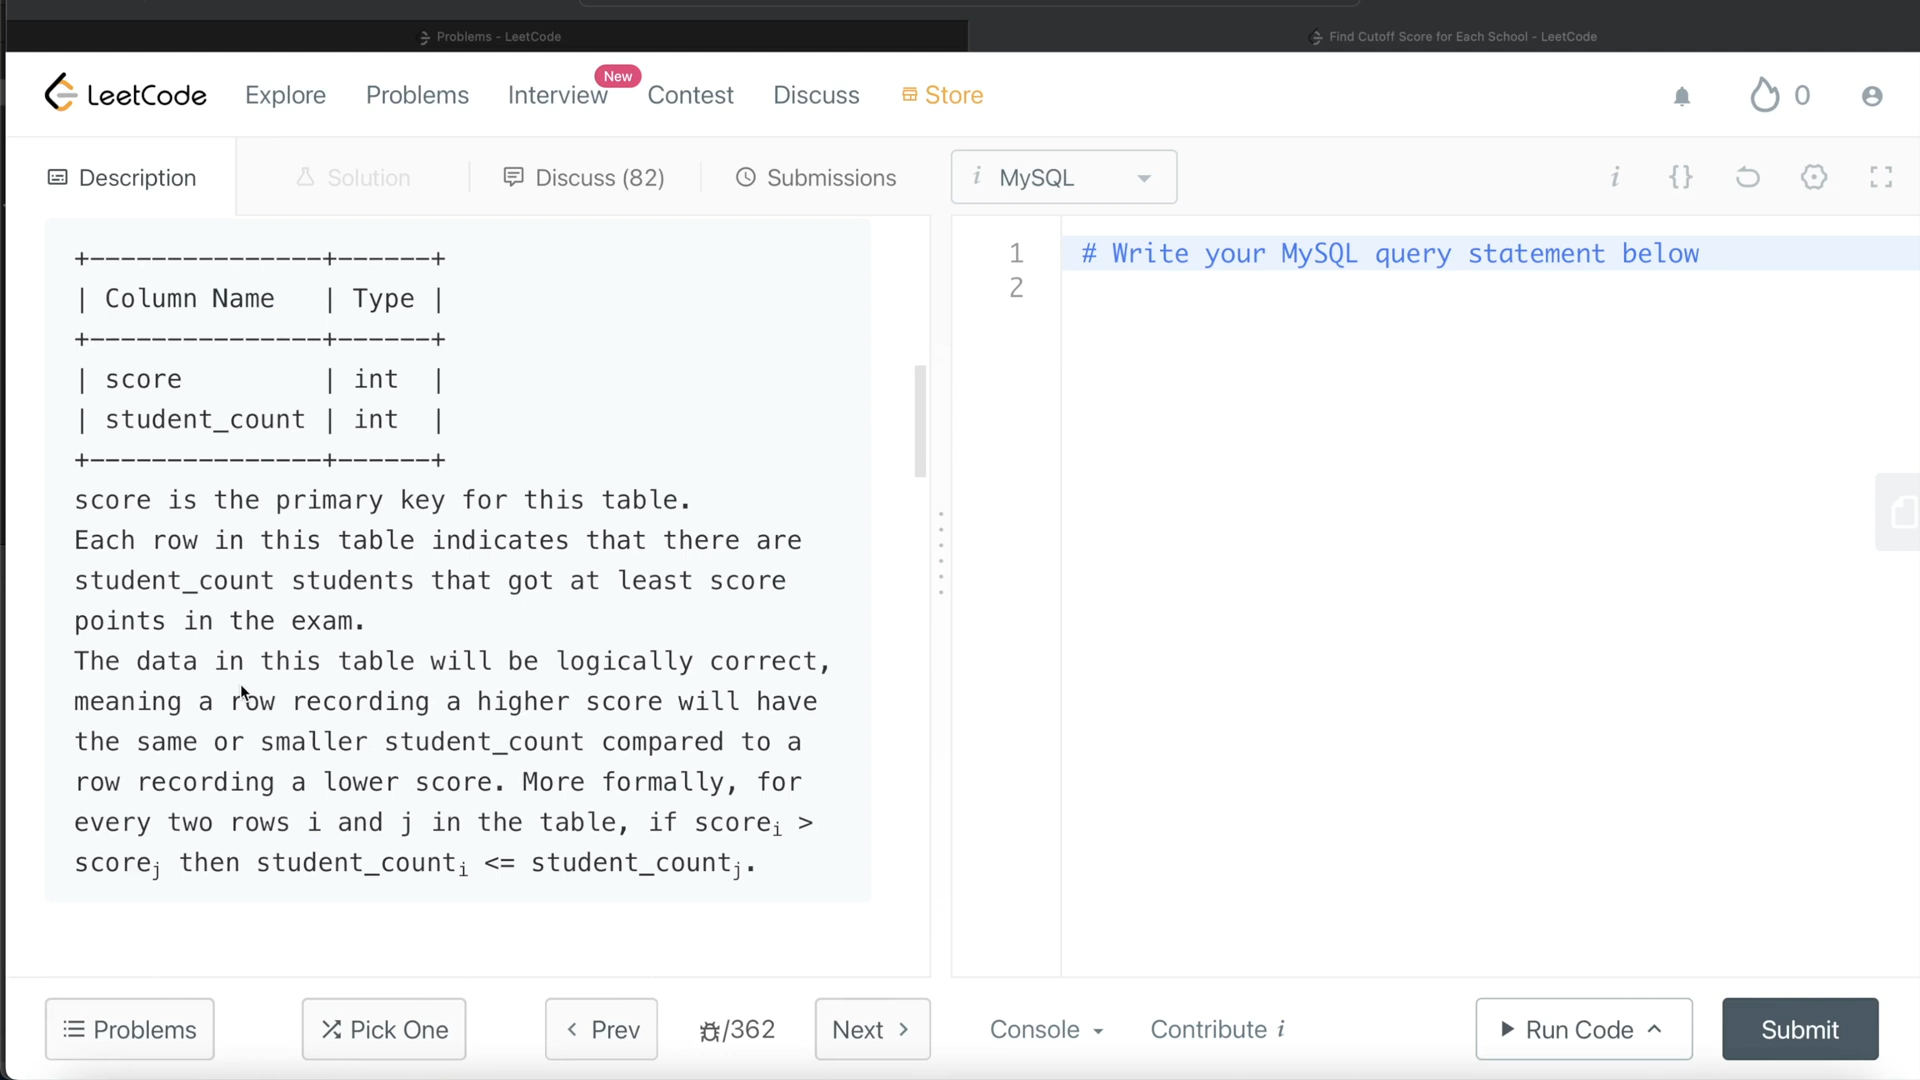 Problems - LeetCode
Find Cutoff Score for Each School - LeetCode
LeetCode Explore Problems Interview New Contest Discuss Store 0
Description Solution Discuss (82) Submissions i MySQL i {}
+---------------+------+
| Column Name   | Type |
+---------------+------+
| score         | int  |
| student_count | int  |
+---------------+------+
score is the primary key for this table.
Each row in this table indicates that there are
student_count students that got at least score
points in the exam.
The data in this table will be logically correct,
meaning a row recording a higher score will have
the same or smaller student_count compared to a
row recording a lower score. More formally, for
every two rows i and j in the table, if scoreᵢ >
scoreⱼ then student_countᵢ <= student_countⱼ.
1 # Write your MySQL query statement below
2
Problems Pick One Prev /362 Next Console Contribute i Run Code Submit